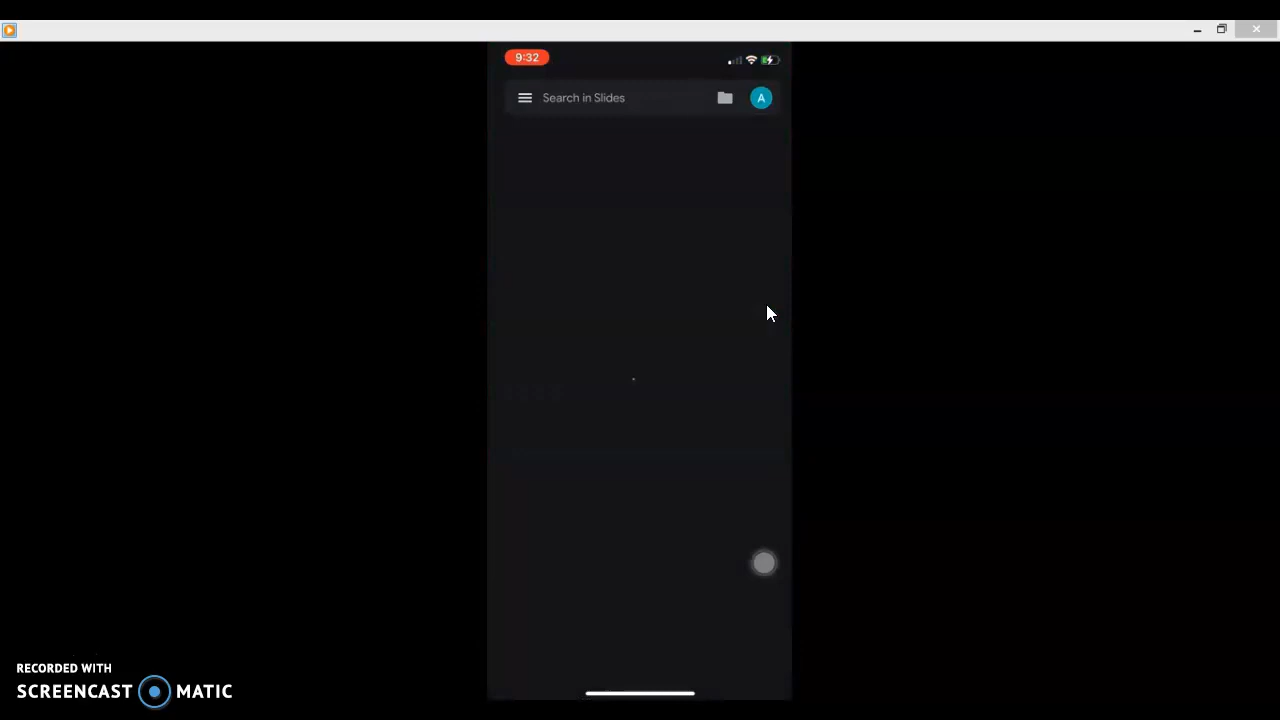 9:32
Search in Slides
A
RECORDED WITH
SCREENCAST MATIC